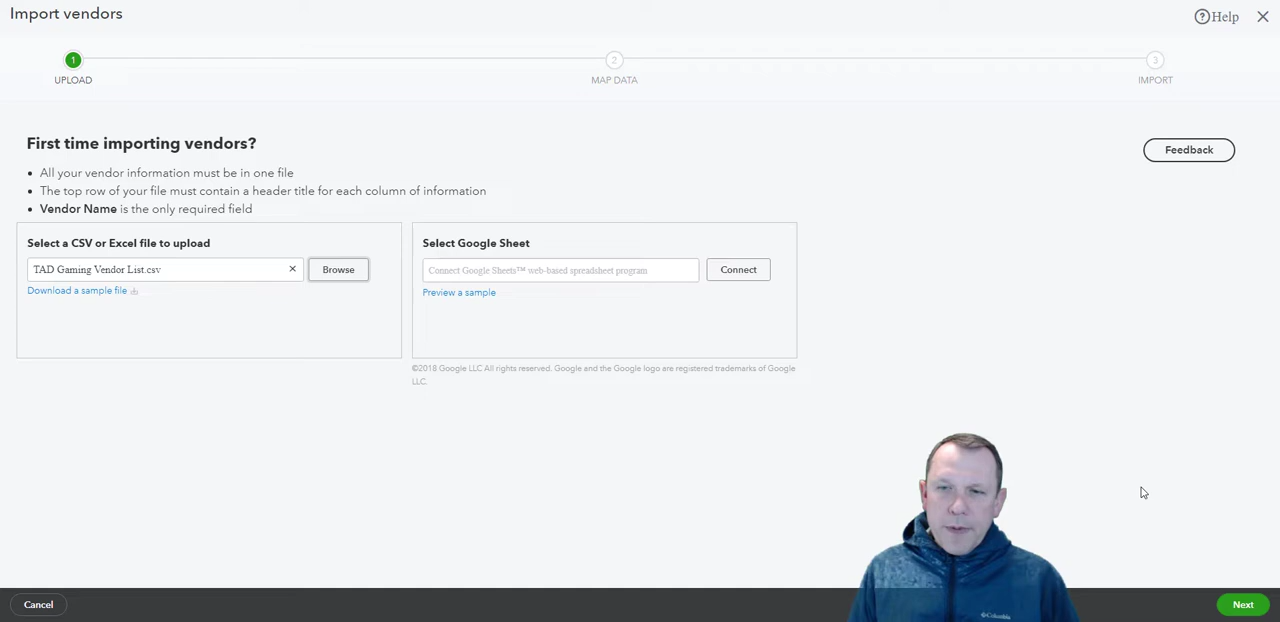 Import vendors
Help
1
2
3
UPLOAD
MAP DATA
IMPORT
First time importing vendors?
Feedback
All your vendor information must be in one file
The top row of your file must contain a header title for each column of information
Vendor Name is the only required field
Select a CSV or Excel file to upload
TAD Gaming Vendor List.csv
Browse
Download a sample file
Select Google Sheet
Connect Google Sheets™ web-based spreadsheet program
Connect
Preview a sample
©2018 Google LLC All rights reserved. Google and the Google logo are registered trademarks of Google
LLC.
Columbia
Cancel
Next